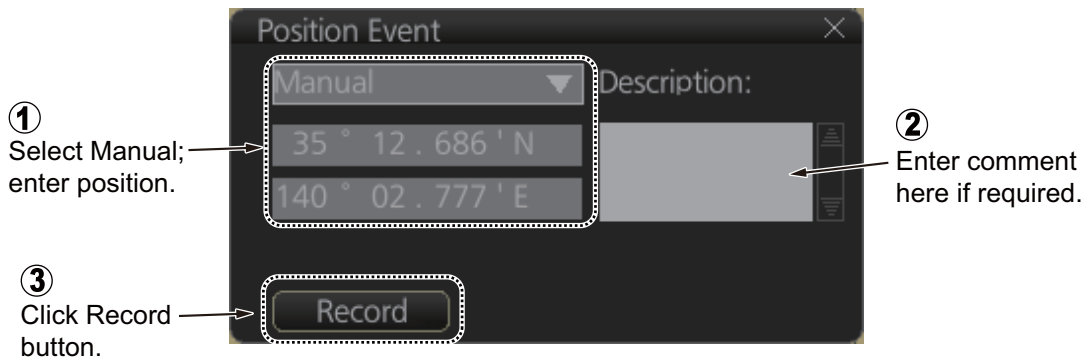 Position Event
Manual
Description:
① 
Select Manual;
enter position.
35 ° 12 . 686 ' N
140 ° 02 . 777 ' E
②
Enter comment
here if required.
③
Click Record
button.
Record